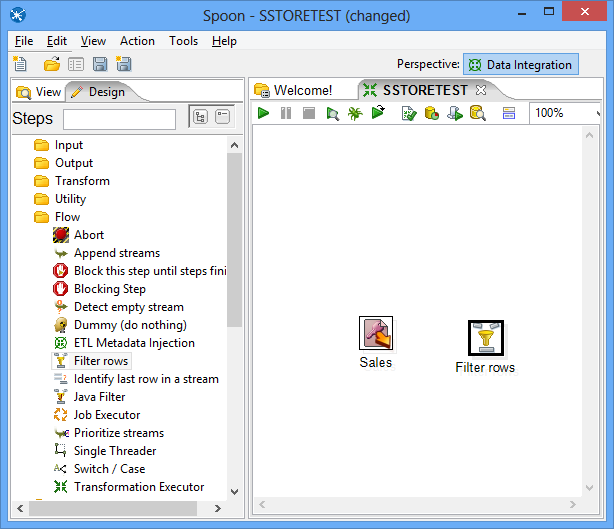 Spoon - SSTORETEST (changed)
File Edit View Action Tools Help
Perspective: Data Integration
View Design
Welcome! SSTORETEST
Steps
100%
Input
Output
Transform
Utility
Flow
Abort
Append streams
Block this step until steps fini
Blocking Step
Detect empty stream
Dummy (do nothing)
ETL Metadata Injection
Filter rows
Identify last row in a stream
Java Filter
Job Executor
Prioritize streams
Single Threader
Switch / Case
Transformation Executor
Sales
Filter rows